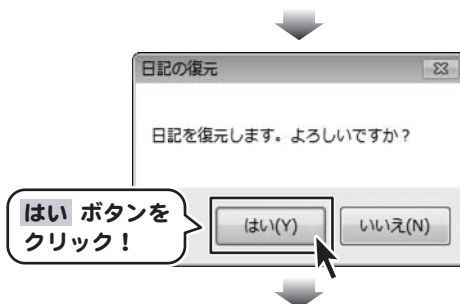 日記の復元
日記を復元します。よろしいですか？
はい ボタンを
クリック！
はい(Y)
いいえ(N)